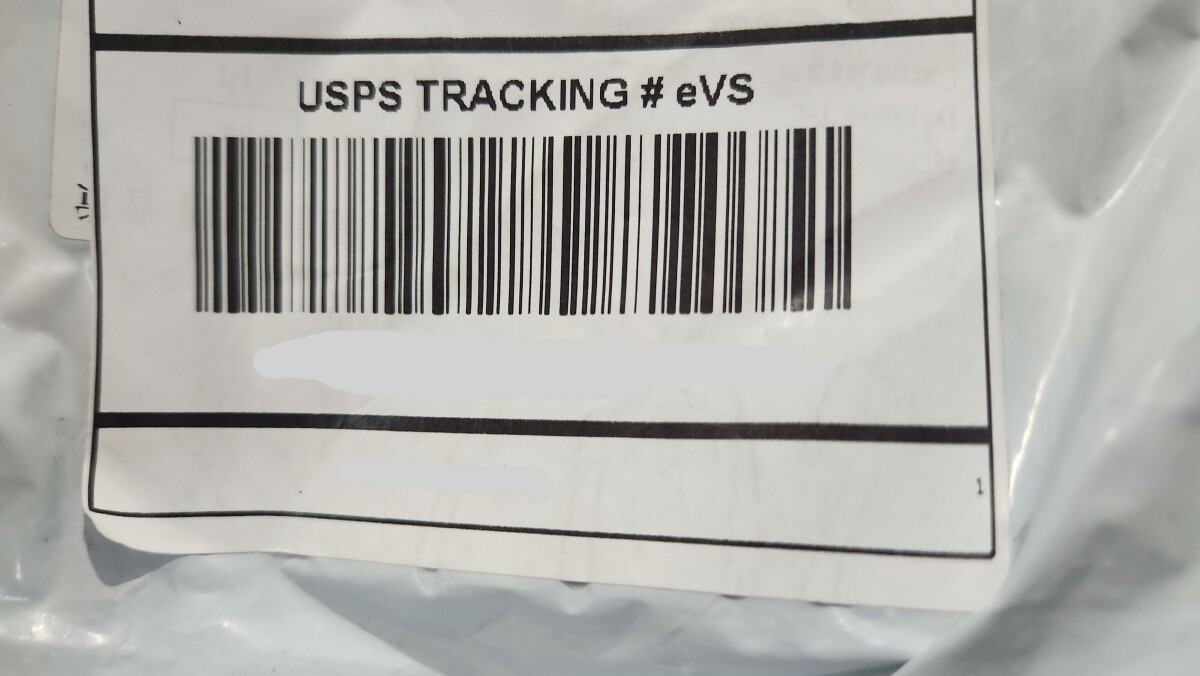 USPS TRACKING # eVS
1